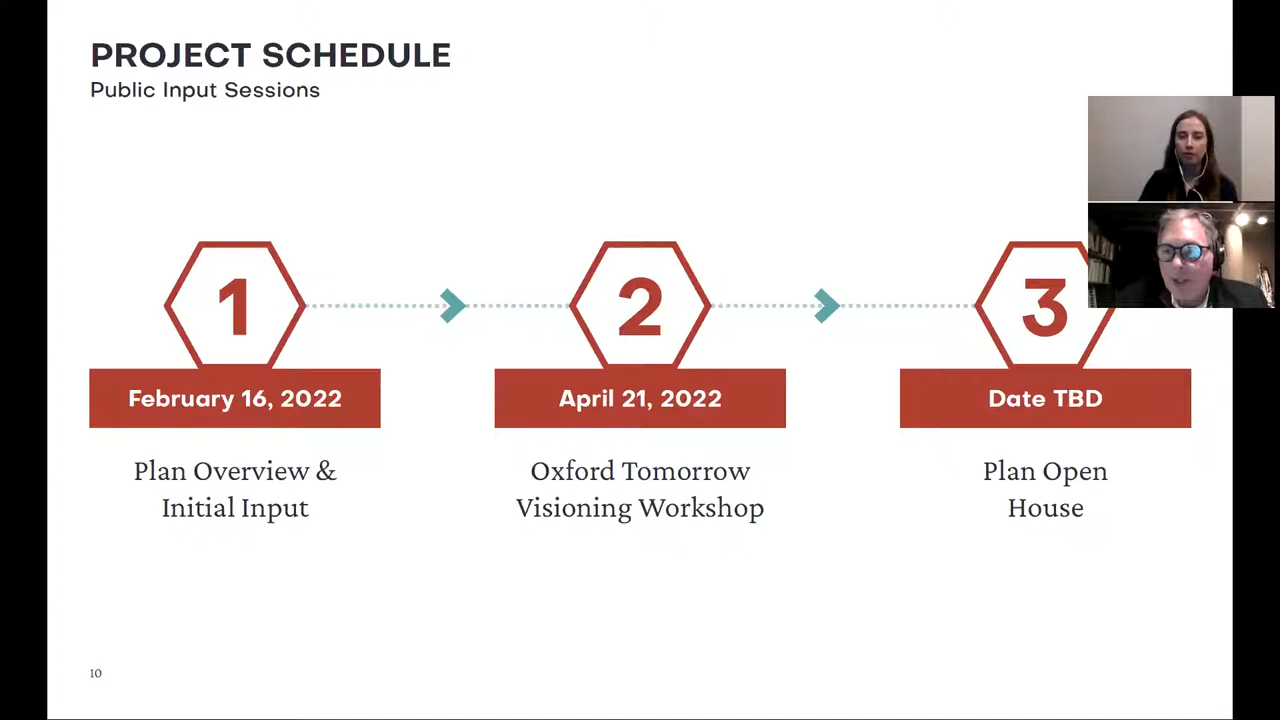 PROJECT SCHEDULE
Public Input Sessions
1
2
3
February 16, 2022
April 21, 2022
Date TBD
Plan Overview &
Initial Input
Oxford Tomorrow
Visioning Workshop
Plan Open
House
10